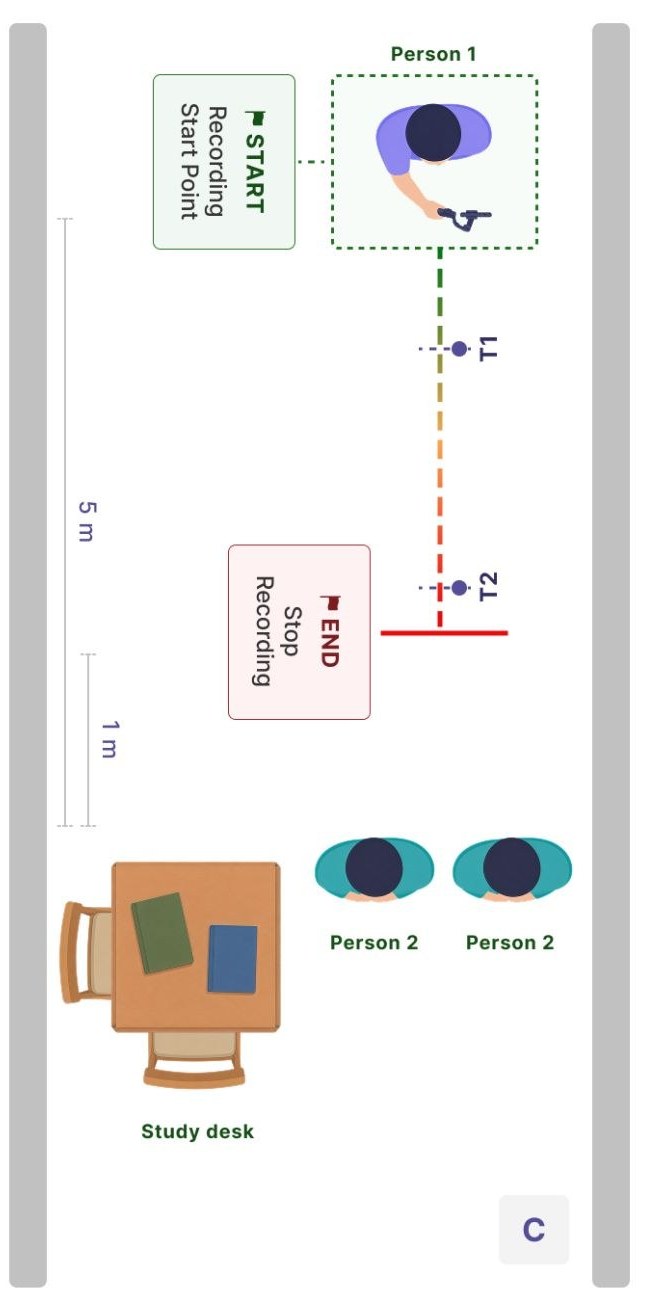 Person 1
START
Recording
Start Point
T1
5 m
T2
END
Stop
Recording
1 m
Person 2
Person 2
Study desk
C